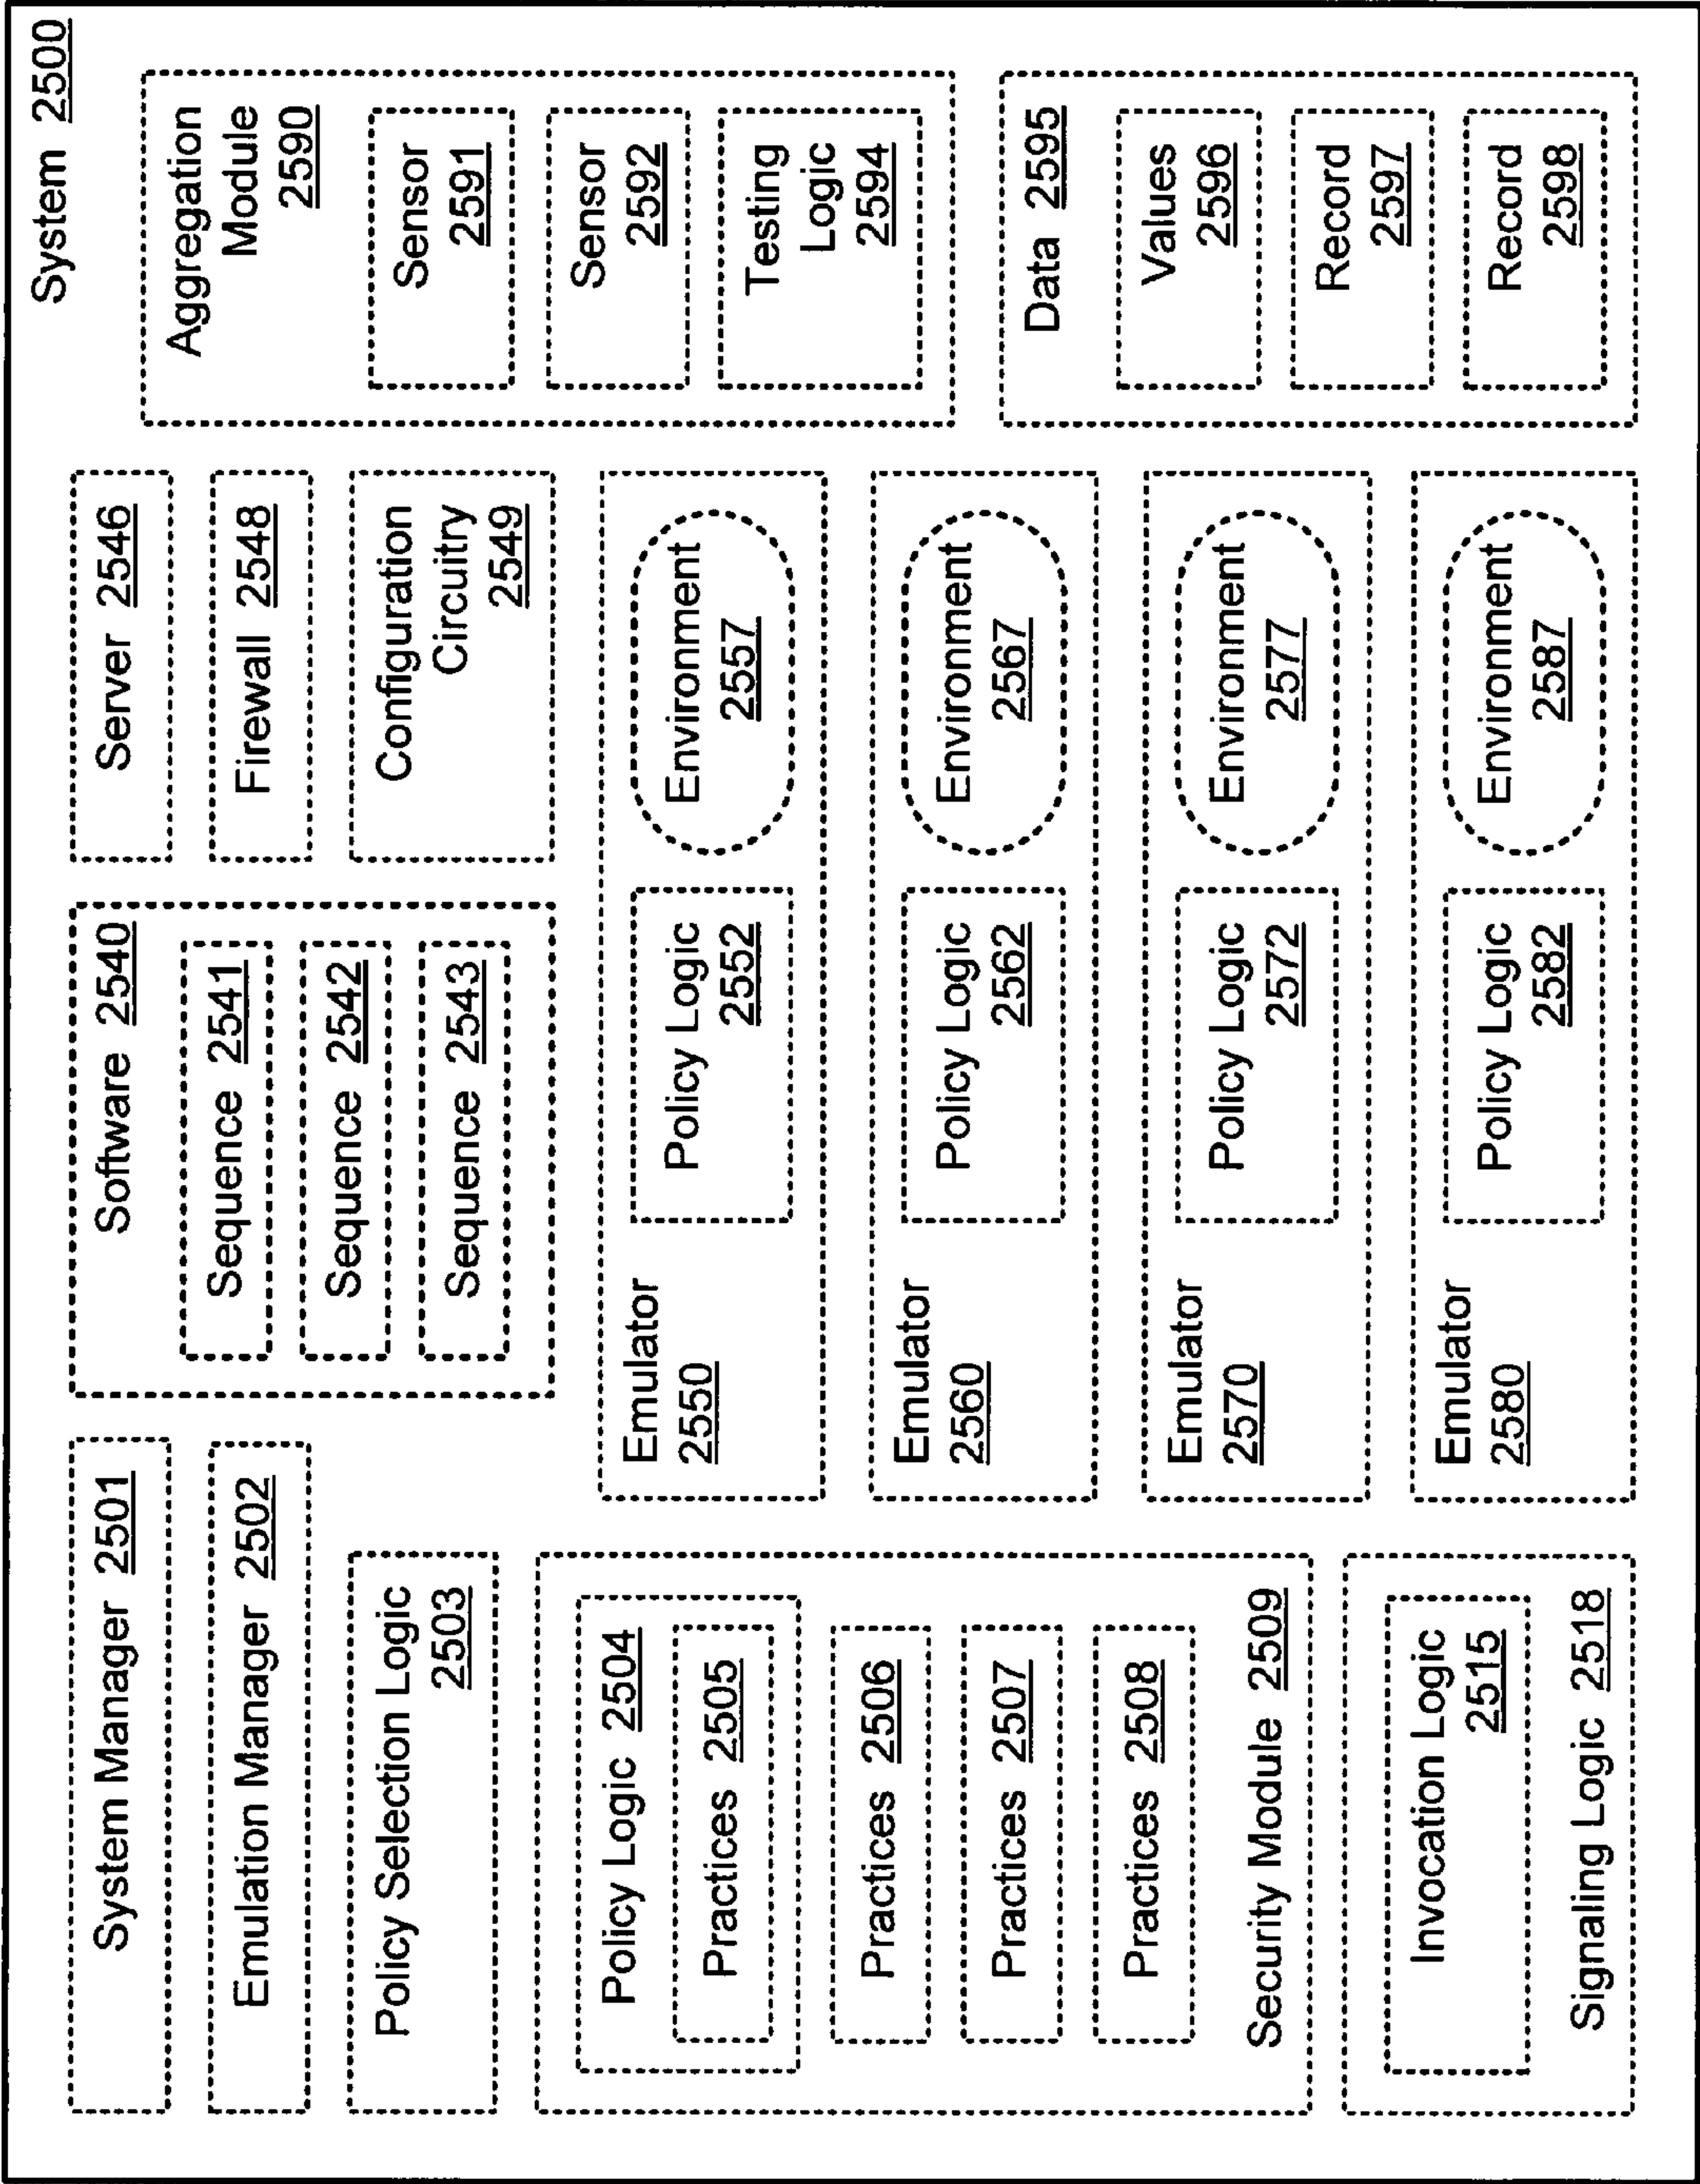 System 2500
System Manager 2501
Emulation Manager 2502
Policy Selection Logic
2503
Policy Logic 2504
Practices 2505
Practices 2506
Practices 2507
Practices 2508
Security Module 2509
Invocation Logic
2515
Signaling Logic 2518
Software 2540
Sequence 2541
Sequence 2542
Sequence 2543
Server 2546
Firewall 2548
Configuration
Circuitry
2549
Emulator
2550
Policy Logic
2552
Environment
2557
Emulator
2560
Policy Logic
2562
Environment
2567
Emulator
2570
Policy Logic
2572
Environment
2577
Emulator
2580
Policy Logic
2582
Environment
2587
Aggregation
Module
2590
Sensor
2591
Sensor
2592
Testing
Logic
2594
Data 2595
Values
2596
Record
2597
Record
2598